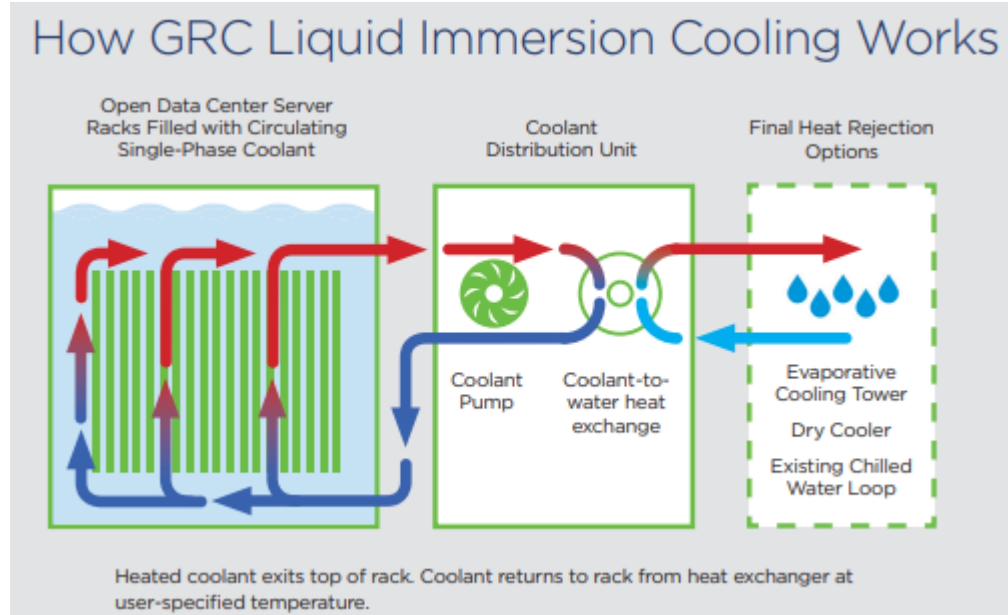 How GRC Liquid Immersion Cooling Works
Open Data Center Server
Racks Filled with Circulating
Single-Phase Coolant
Coolant
Distribution Unit
Final Heat Rejection
Options
Coolant
Pump
Coolant-to-
water heat
exchange
Evaporative
Cooling Tower
Dry Cooler
Existing Chilled
Water Loop
Heated coolant exits top of rack. Coolant returns to rack from heat exchanger at
user-specified temperature.